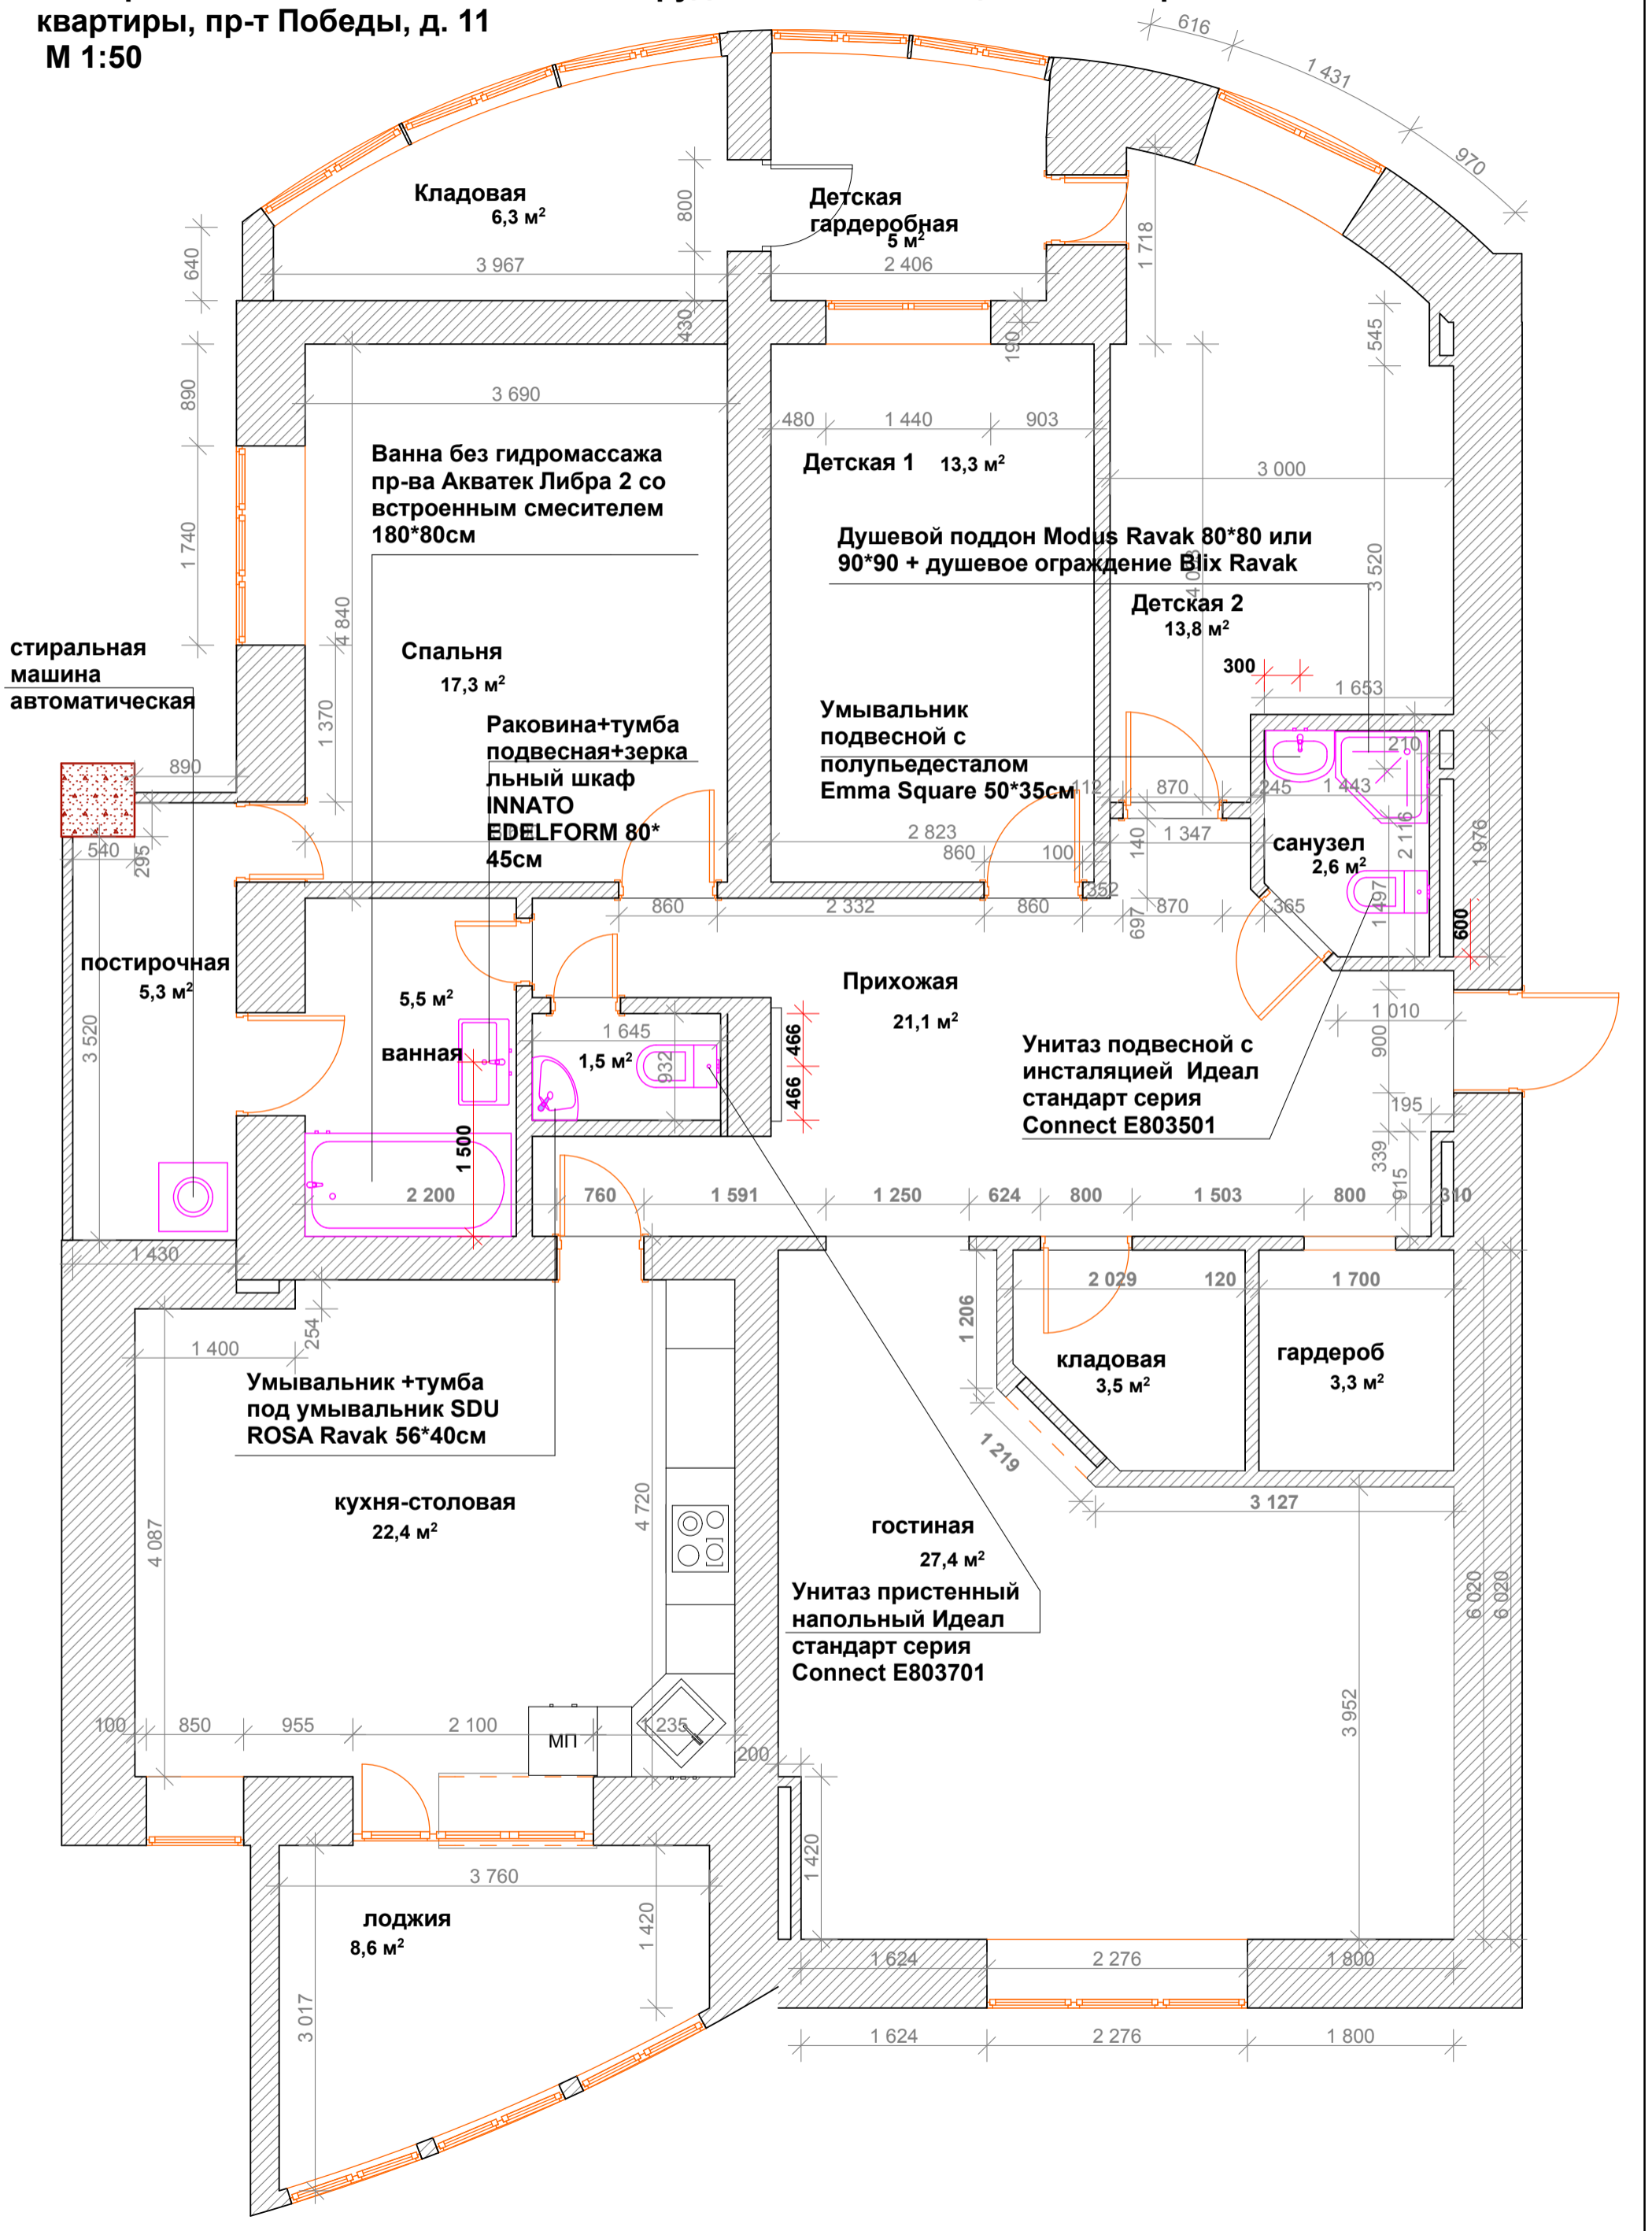 квартиры, пр-т Победы, д. 11
М 1:50
616
1 431
970
Кладовая
6,3 м²
800
Детская
гардеробная
5 м²
1 718
640
3 967
2 406
430
190
545
890
3 690
480
1 440
903
Ванна без гидромассажа
пр-ва Акватек Либра 2 со
встроенным смесителем
180*80см
Детская 1
13,3 м²
3 000
1 740
Душевой поддон Modus Ravak 80*80 или
90*90 + душевое ограждение Blix Ravak
3 520
4 840
Детская 2
13,8 м²
стиральная
машина
автоматическая
Спальня
17,3 м²
300
1 653
1 370
Раковина+тумба
подвесная+зерка
льный шкаф
INNATO
EDELFORM 80*
45см
Умывальник
подвесной с
полупьедесталом
Emma Square 50*35см
210
890
112
870
245
1 443
2 823
140
1 347
2 116
1 976
540
295
860
100
санузел
2,6 м²
352
860
2 332
860
697
870
365
1 497
600
постирочная
5,3 м²
5,5 м²
Прихожая
21,1 м²
1 010
3 520
ванная
1 645
1,5 м²
932
466
466
900
Унитаз подвесной с
инсталяцией Идеал
стандарт серия
Connect E803501
195
339
915
1 500
2 200
760
1 591
1 250
624
800
1 503
800
310
1 430
2 029
120
1 700
254
1 206
1 400
кладовая
3,5 м²
гардероб
3,3 м²
Умывальник +тумба
под умывальник SDU
ROSA Ravak 56*40см
1 219
4 087
4 720
3 127
кухня-столовая
22,4 м²
гостиная
27,4 м²
6 020
6 020
Унитаз пристенный
напольный Идеал
стандарт серия
Connect E803701
3 952
100
850
955
2 100
МП
1 235
200
1 420
3 760
1 420
лоджия
8,6 м²
1 624
2 276
1 800
3 017
1 624
2 276
1 800